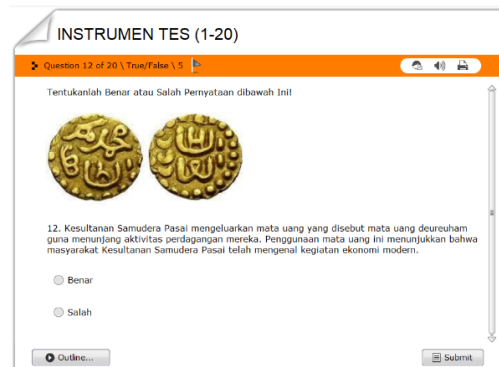 INSTRUMEN TES (1-20)
Question 12 of 20 \ True/False \ 5
Tentukanlah Benar atau Salah Pernyataan dibawah Ini!
12. Kesultanan Samudera Pasai mengeluarkan mata uang yang disebut mata uang deureuham
guna menunjang aktivitas perdagangan mereka. Penggunaan mata uang ini menunjukkan bahwa
masyarakat Kesultanan Samudera Pasai telah mengenal kegiatan ekonomi modern.
Benar
Salah
Outline...
Submit